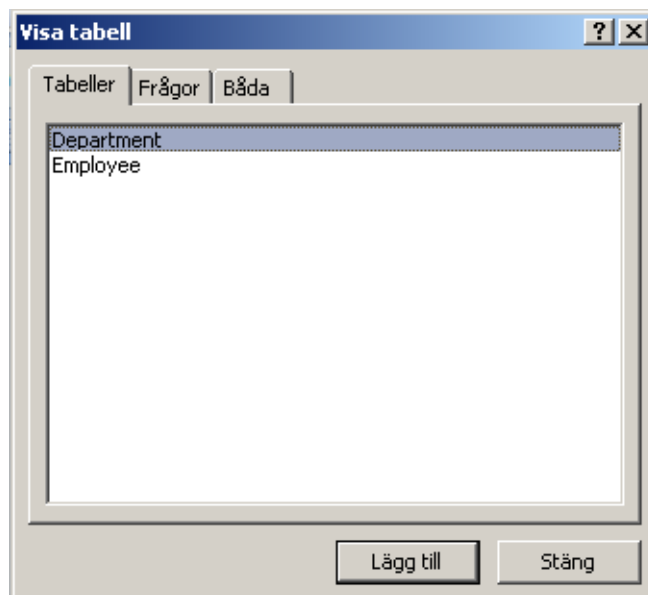 Visa tabell
Tabeller Frågor Båda
Department
Employee
Lägg till Stäng